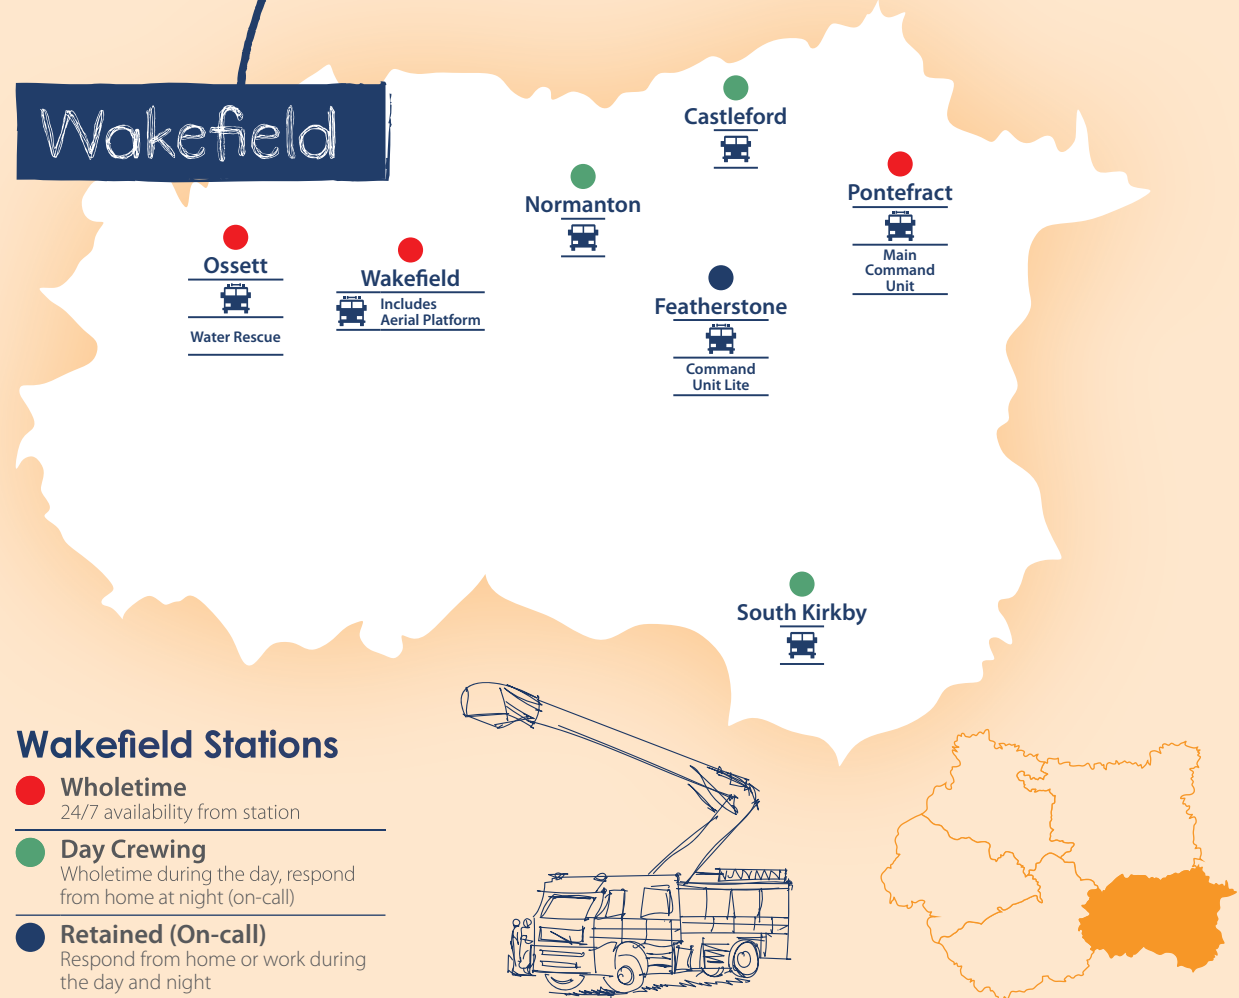 Wakefield
Castleford
Pontefract
Main
Command
Unit
Normanton
Ossett
Water Rescue
Wakefield
Includes
Aerial Platform
Featherstone
Command
Unit Lite
South Kirkby
Wakefield Stations
Wholetime
24/7 availability from station
Day Crewing
Wholetime during the day, respond
from home at night (on-call)
Retained (On-call)
Respond from home or work during
the day and night